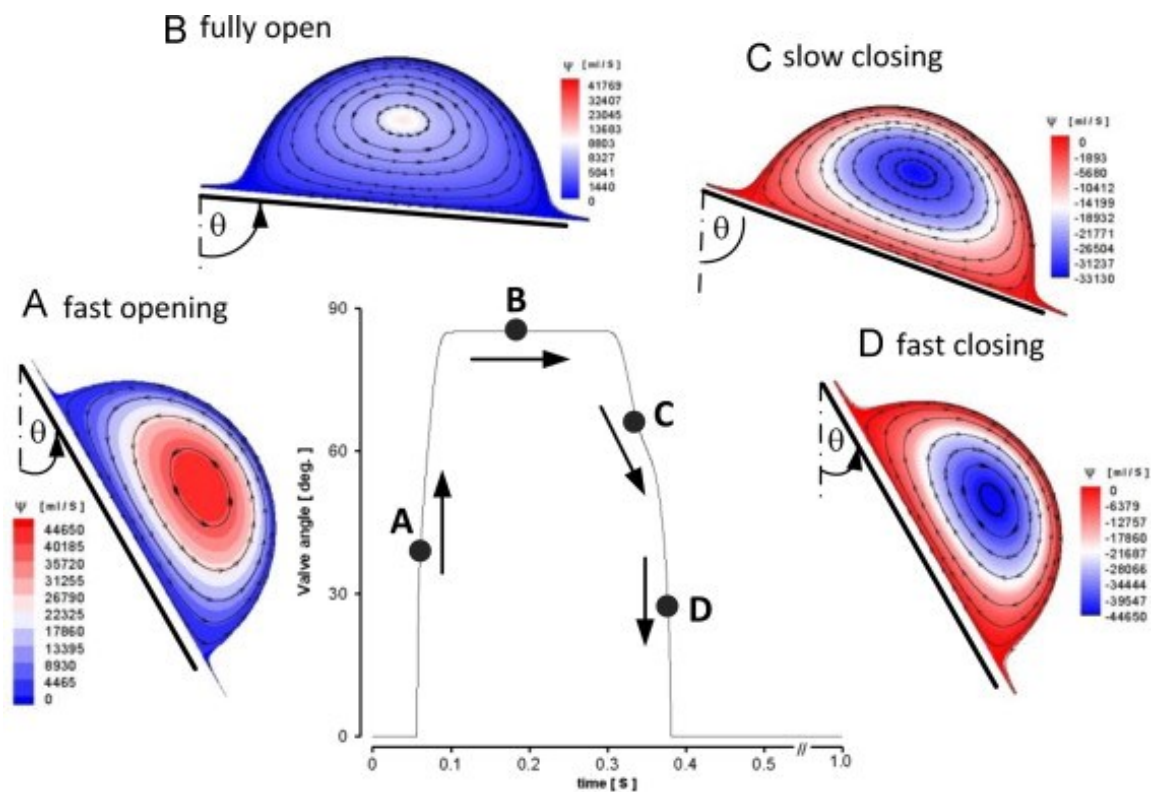 B fully open
Ψ [ml/S]
41769
32407
23045
13683
8803
8327
5041
1440
0
θ
C slow closing
Ψ [ml/S]
0
-1893
-5680
-10412
-14199
-18932
-21771
-26504
-31237
-33130
θ
A fast opening
θ
Ψ [ml/S]
44650
40185
35720
31255
26790
22325
17860
13395
8930
4465
0
90
60
30
0
Valve angle [deg.]
A
B
C
D
0 0.1 0.2 0.3 0.4 // 1.0
time [S]
D fast closing
θ
Ψ [ml/S]
0
-6379
-12757
-17860
-21687
-28066
-34444
-39547
-44650